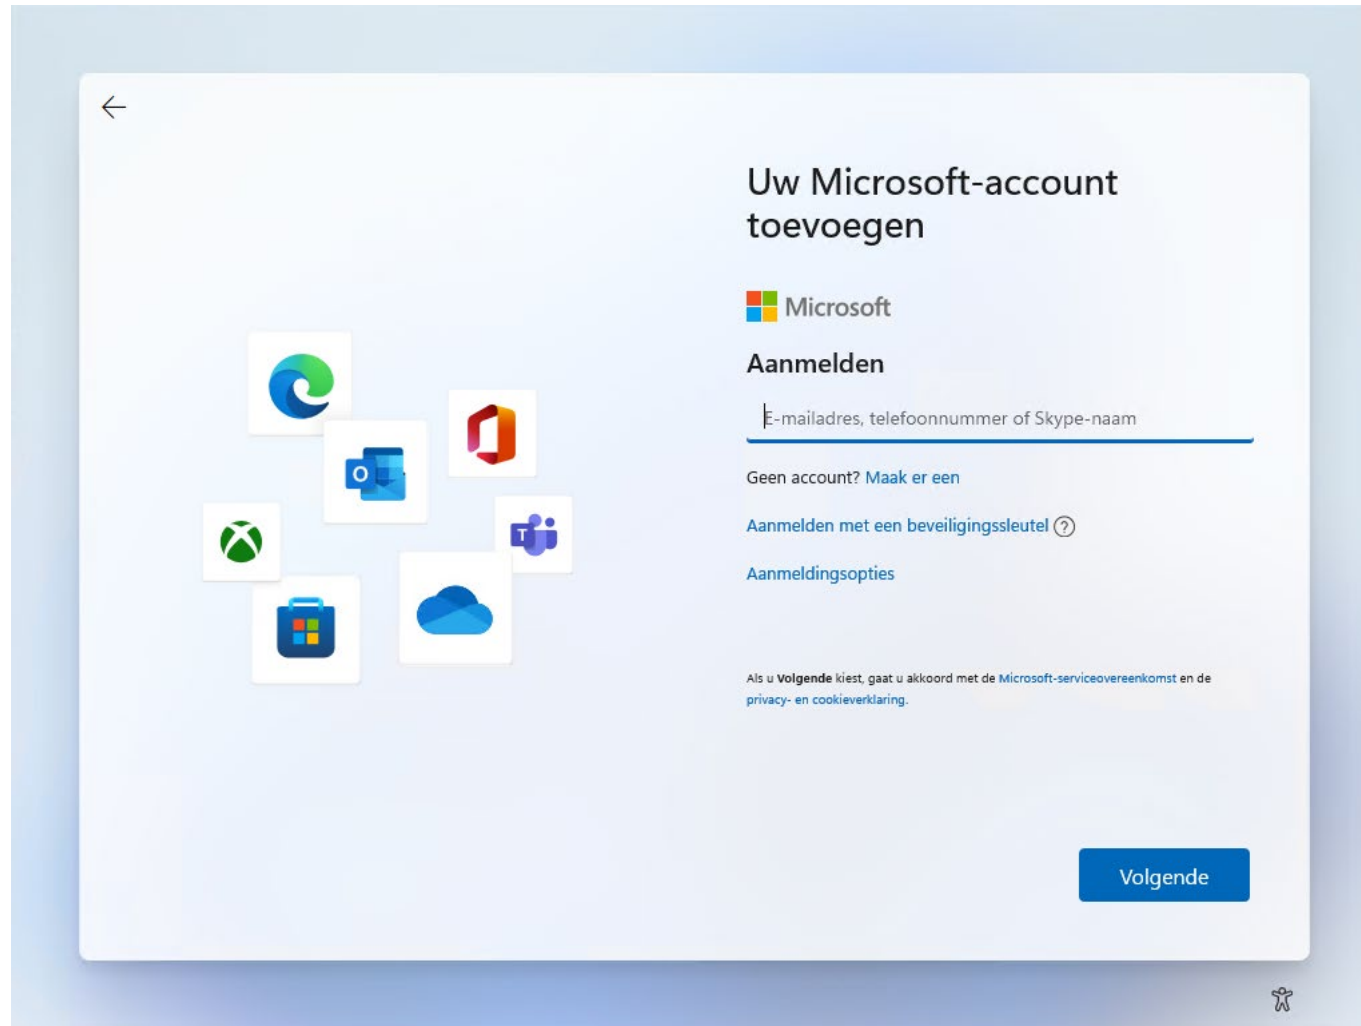 Uw Microsoft-account
toevoegen
Microsoft
Aanmelden
E-mailadres, telefoonnummer of Skype-naam
Geen account? Maak er een
Aanmelden met een beveiligingssleutel
Aanmeldingsopties
Als u Volgende kiest, gaat u akkoord met de Microsoft-serviceovereenkomst en de
privacy- en cookieverklaring.
Volgende